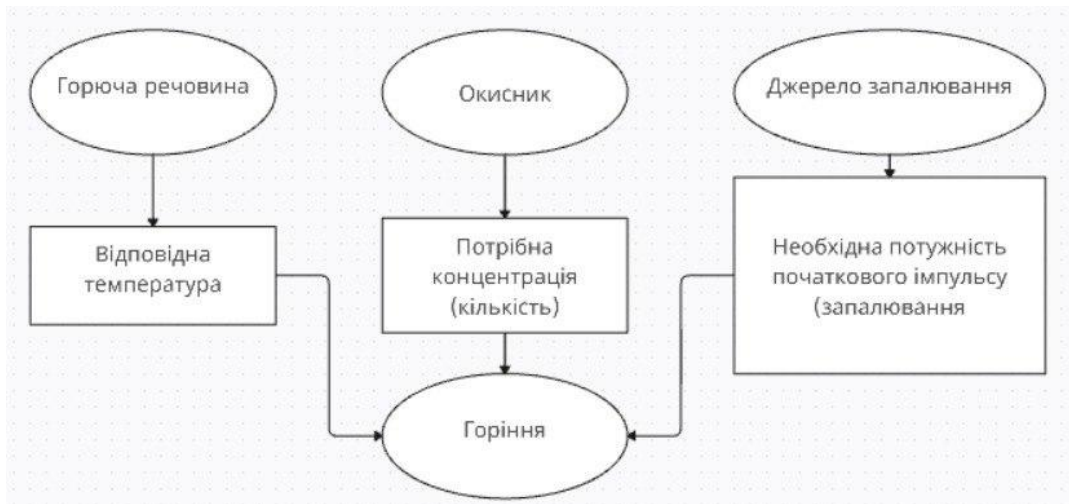 Горюча речовина
Окисник
Джерело запалювання
Відповідна
температура
Потрібна
концентрація
(кількість)
Необхідна потужність
початкового імпульсу
(запалювання
Горіння